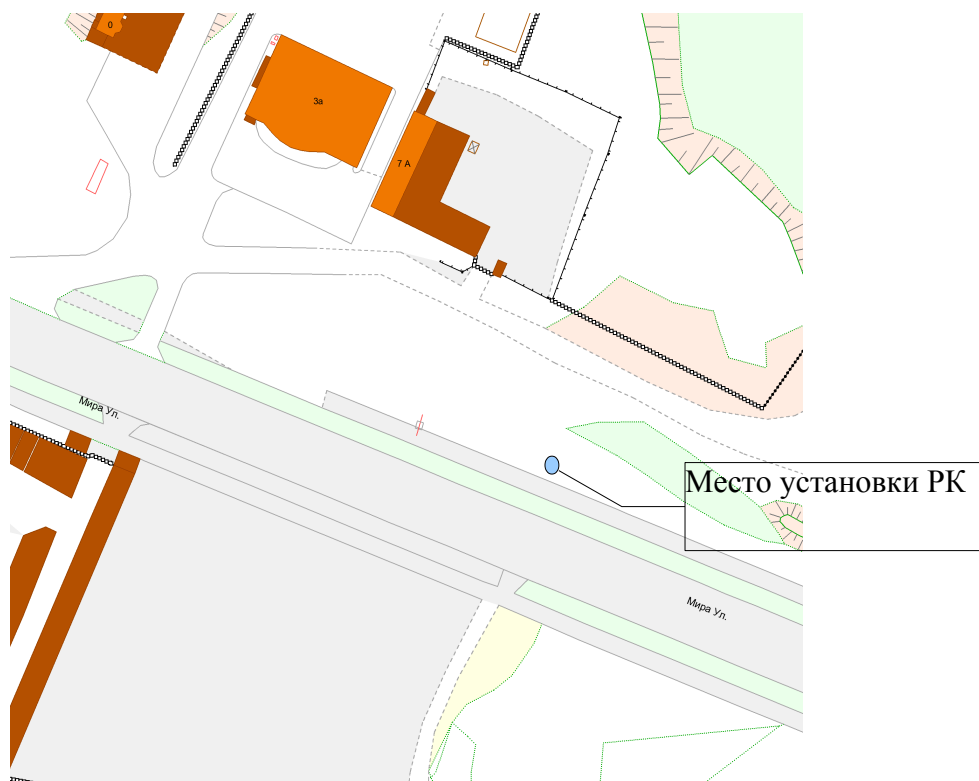 0
3а
7 А
Мира Ул.
Место установки РК
Мира Ул.